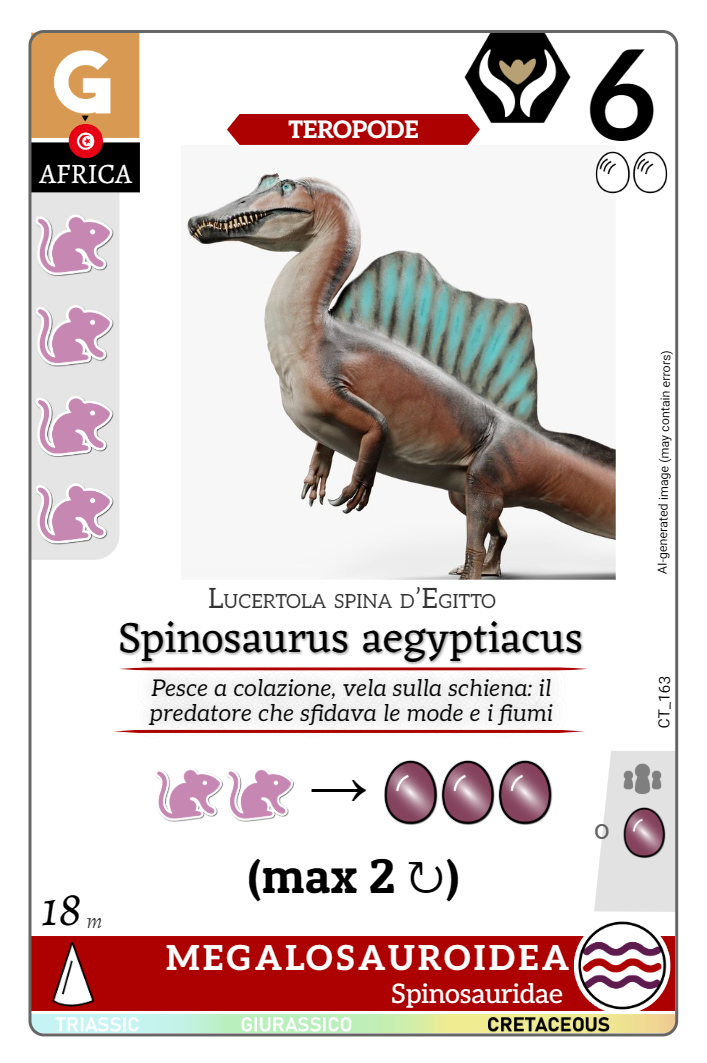 G
6
TEROPODE
AFRICA
AI-generated image (may contain errors)
Lucertola spina d'Egitto
Spinosaurus aegyptiacus
Pesce a colazione, vela sulla schiena: il
predatore che sfidava le mode e i fiumi
CT_163
→
O
(max 2 ↻)
18 m
MEGALOSAUROIDEA
Spinosauridae
TRIASSIC
GIURASSICO
CRETACEOUS